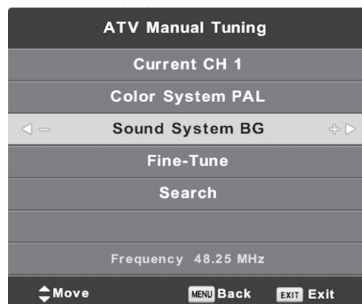 ATV Manual Tuning
Current CH 1
Color System PAL
Sound System BG
Fine-Tune
Search
Frequency 48.25 MHz
Move MENU Back EXIT Exit